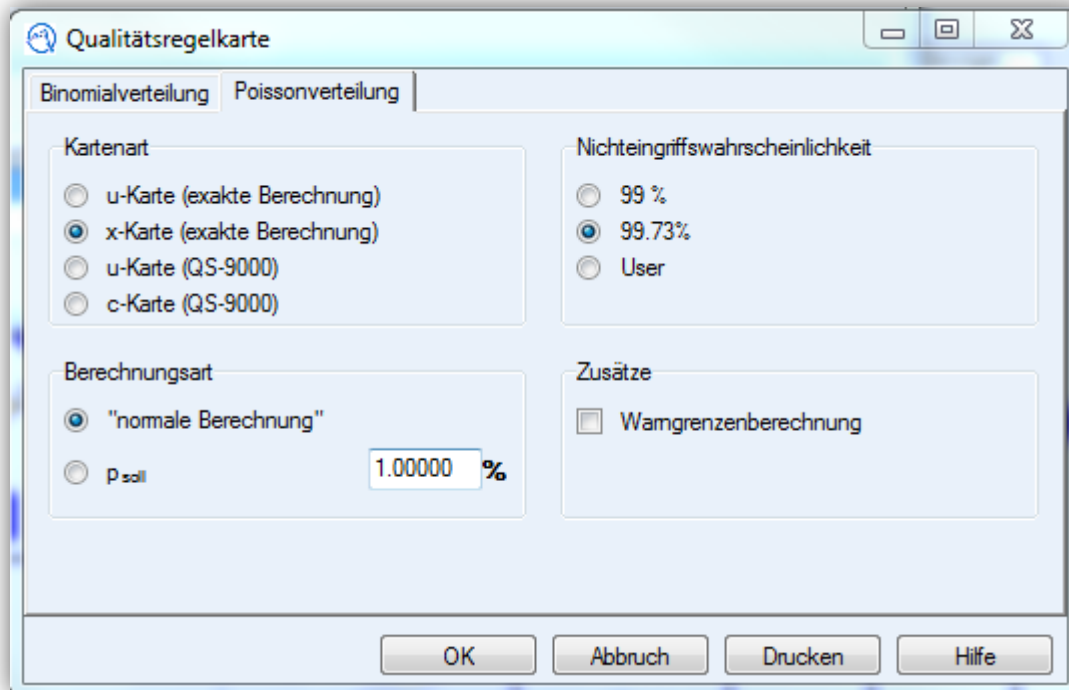 Qualitätsregelkarte
Binomialverteilung
Poissonverteilung
Kartenart
u-Karte (exakte Berechnung)
x-Karte (exakte Berechnung)
u-Karte (QS-9000)
c-Karte (QS-9000)
Nichteingriffswahrscheinlichkeit
99 %
99.73%
User
Berechnungsart
"normale Berechnung"
p soll
1.00000 %
Zusätze
Warngrenzenberechnung
OK
Abbruch
Drucken
Hilfe